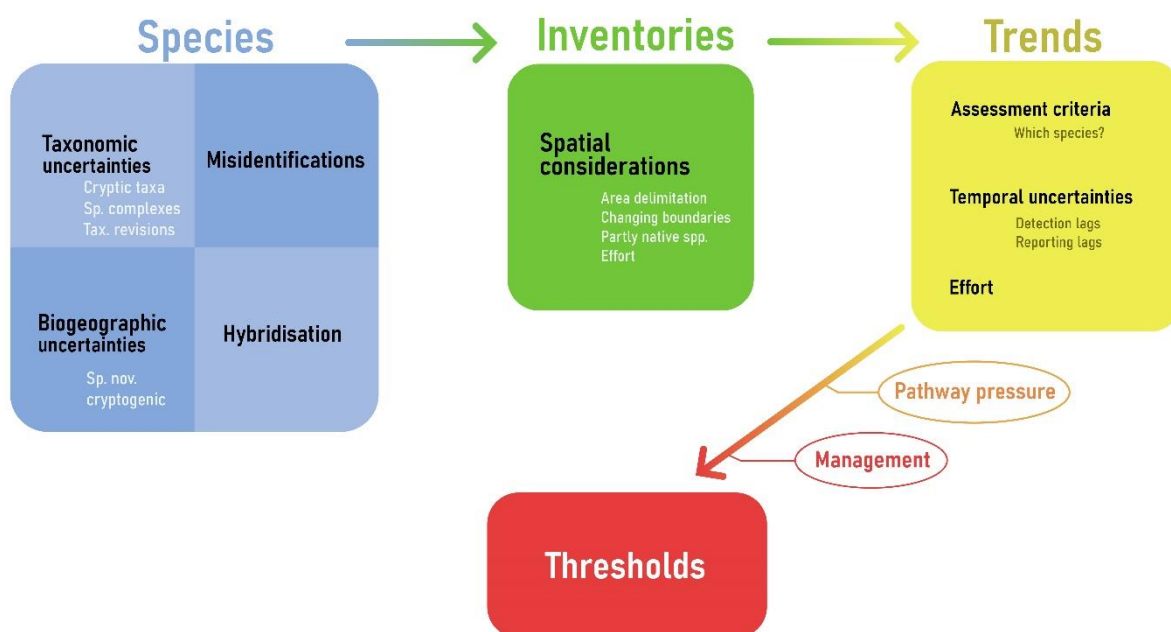 Species
Inventories
Trends
Taxonomic
uncertainties
Cryptic taxa
Sp. complexes
Tax. revisions
Misidentifications
Biogeographic
uncertainties
Sp. nov.
cryptogenic
Hybridisation
Spatial
considerations
Area delimitation
Changing boundaries
Partly native spp.
Effort
Assessment criteria
Which species?
Temporal uncertainties
Detection lags
Reporting lags
Effort
Pathway pressure
Management
Thresholds